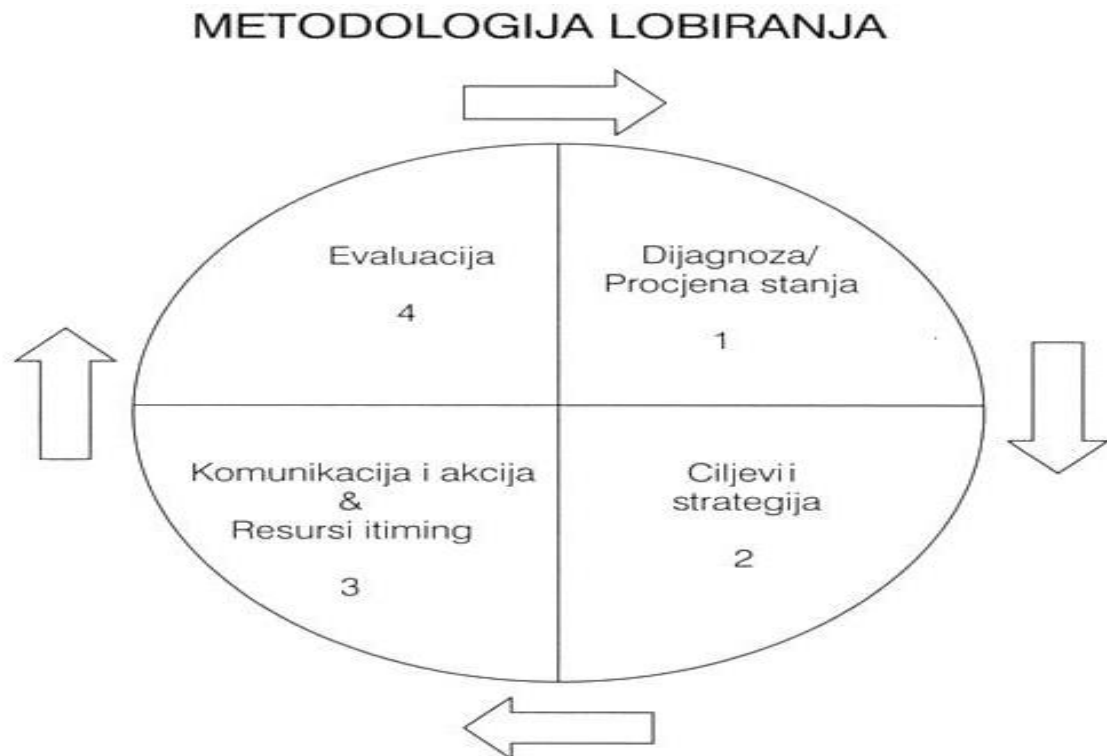 METODOLOGIJA LOBIRANJA
Evaluacija
4
Dijagnoza/
Procjena stanja
1
Komunikacija i akcija
&
Resursi itiming
3
Ciljevi i
strategija
2